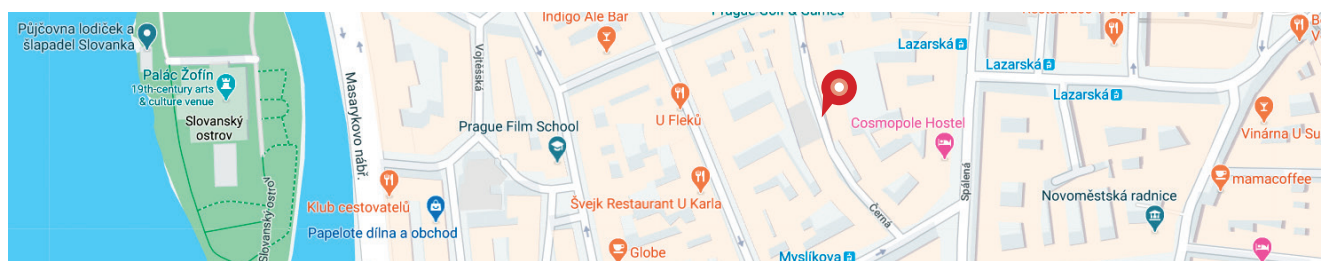 Půjčovna lodiček a
šlapadel Slovanka
Palác Žofín
19th-century arts
& culture venue
Slovanský
ostrov
Slovanský ostrov
Masarykovo nábř.
Vojtěšská
Indigo Ale Bar
Prague Film School
Klub cestovatelů
Papelote dílna a obchod
U Fleků
Švejk Restaurant U Karla
Globe
Myslíkova
Černá
Cosmopole Hostel
Spálená
Lazarská
Lazarská
Lazarská
Vinárna U Su
mamacoffee
Novoměstská radnice